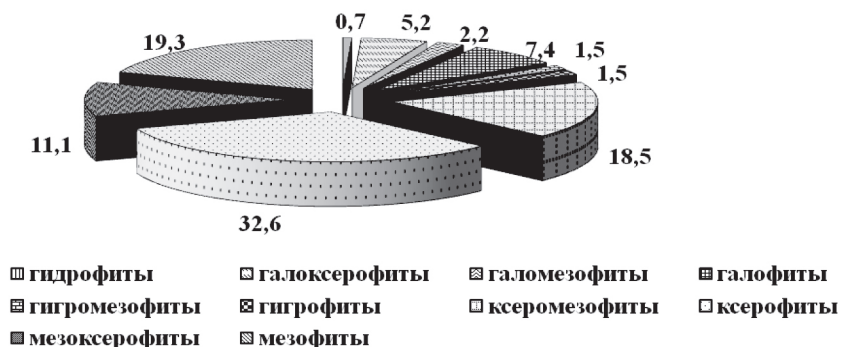 0,7 5,2
19,3 2,2
7,4 1,5
1,5
11,1 18,5
32,6
гидрофиты галоксерофиты галомезофиты галофиты
гигромезофиты гигрофиты ксеромезофиты ксерофиты
мезоксерофиты мезофиты